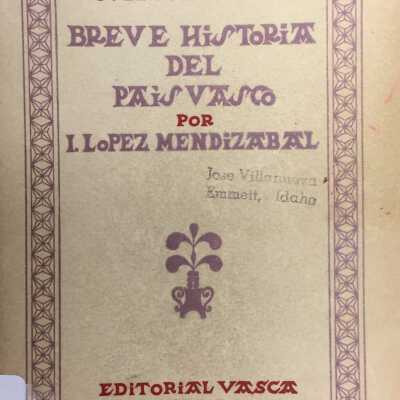 BREVE HISTORIA
DEL
PAIS VASCO
POR
I. LOPEZ MENDIZABAL
Jose Villanueva
Emmett, Idaho
EDITORIAL VASCA